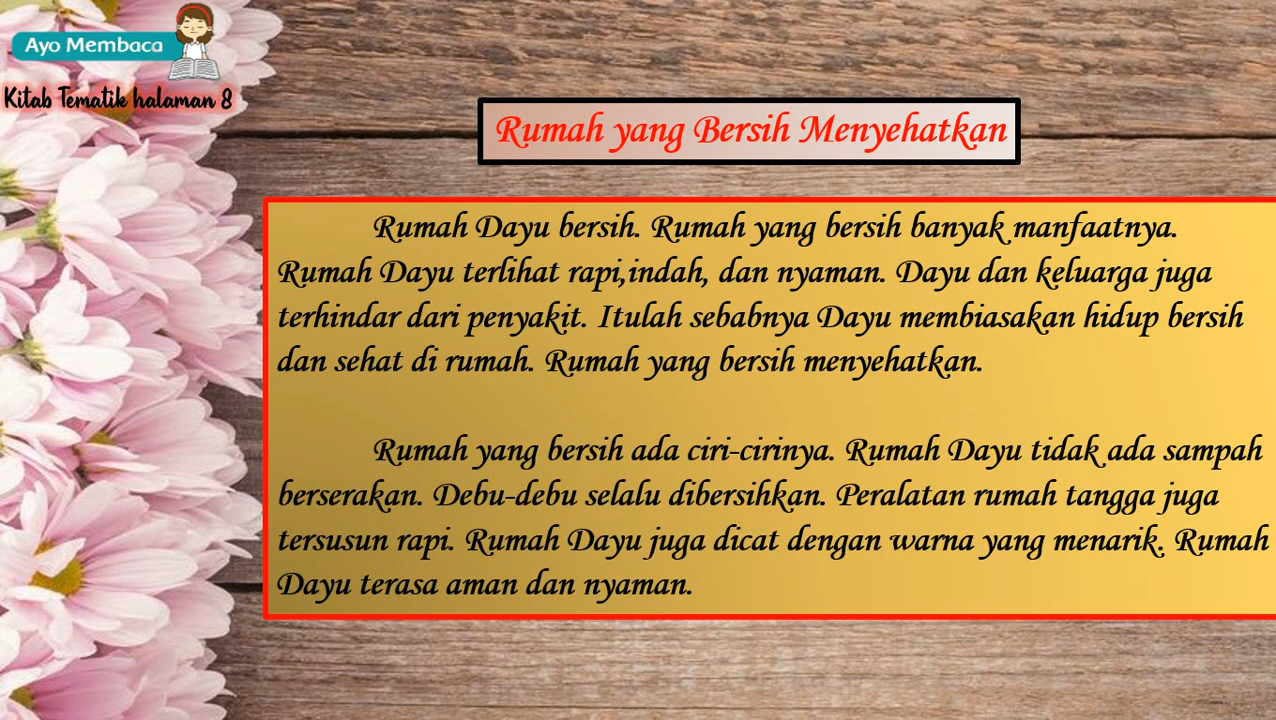 Ayo Membaca
Kitab Tematik halaman 8
Rumah yang Bersih Menyehatkan
Rumah Dayu bersih. Rumah yang bersih banyak manfaatnya.
Rumah Dayu terlihat rapi,indah, dan nyaman. Dayu dan keluarga juga
terhindar dari penyakit. Itulah sebabnya Dayu membiasakan hidup bersih
dan sehat di rumah. Rumah yang bersih menyehatkan.
Rumah yang bersih ada ciri-cirinya. Rumah Dayu tidak ada sampah
berserakan. Debu-debu selalu dibersihkan. Peralatan rumah tangga juga
tersusun rapi. Rumah Dayu juga dicat dengan warna yang menarik. Rumah
Dayu terasa aman dan nyaman.